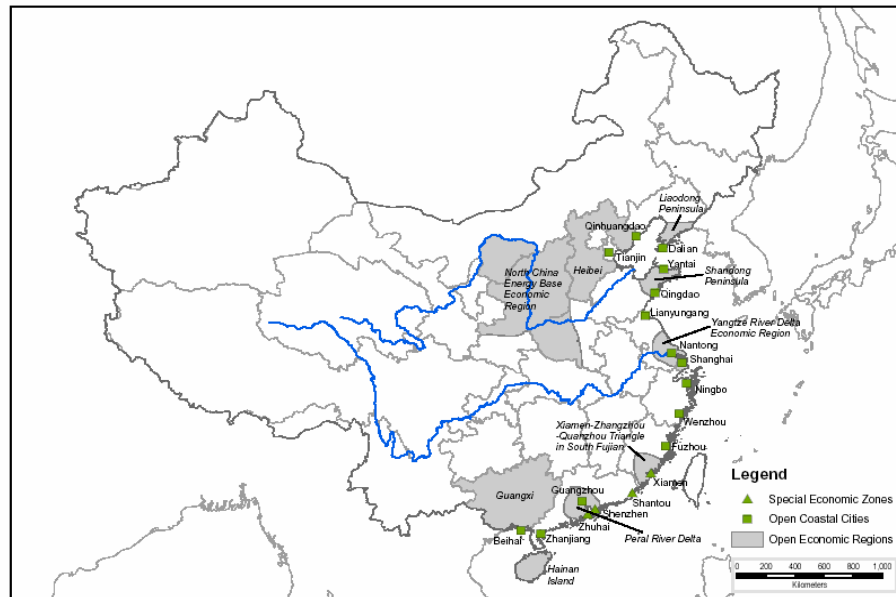 Liaodong
Peninsula
Qinhuangdao
Dalian
Tianjin
Yantai
North China
Energy Base
Economic
Region
Hebei
Shandong
Peninsula
Qingdao
Lianyungang
Yangtze River Delta
Economic Region
Nantong
Shanghai
Ningbo
Wenzhou
Xiamen-Zhangzhou
-Quanzhou Triangle
in South Fujian
Fuzhou
Xiamen
Guangxi
Guangzhou
Shantou
Shenzhen
Zhuhai
Peral River Delta
Beihai
Zhanjiang
Hainan
Island
Legend
Special Economic Zones
Open Coastal Cities
Open Economic Regions
0 200 400 600 800 1,000
Kilometers